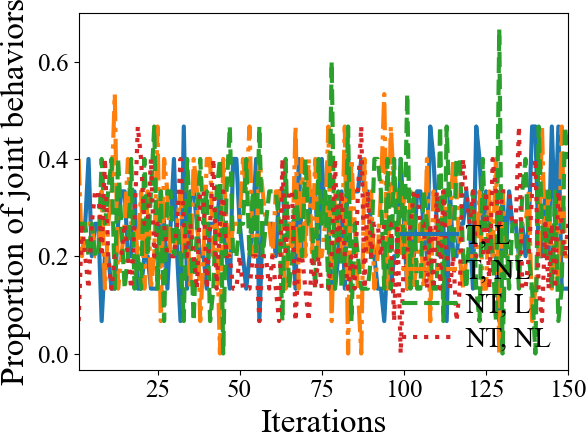 Proportion of joint behaviors
0.6
0.4
0.2
0.0
T, L
T, NL
NT, L
NT, NL
25 50 75 100 125 150
Iterations